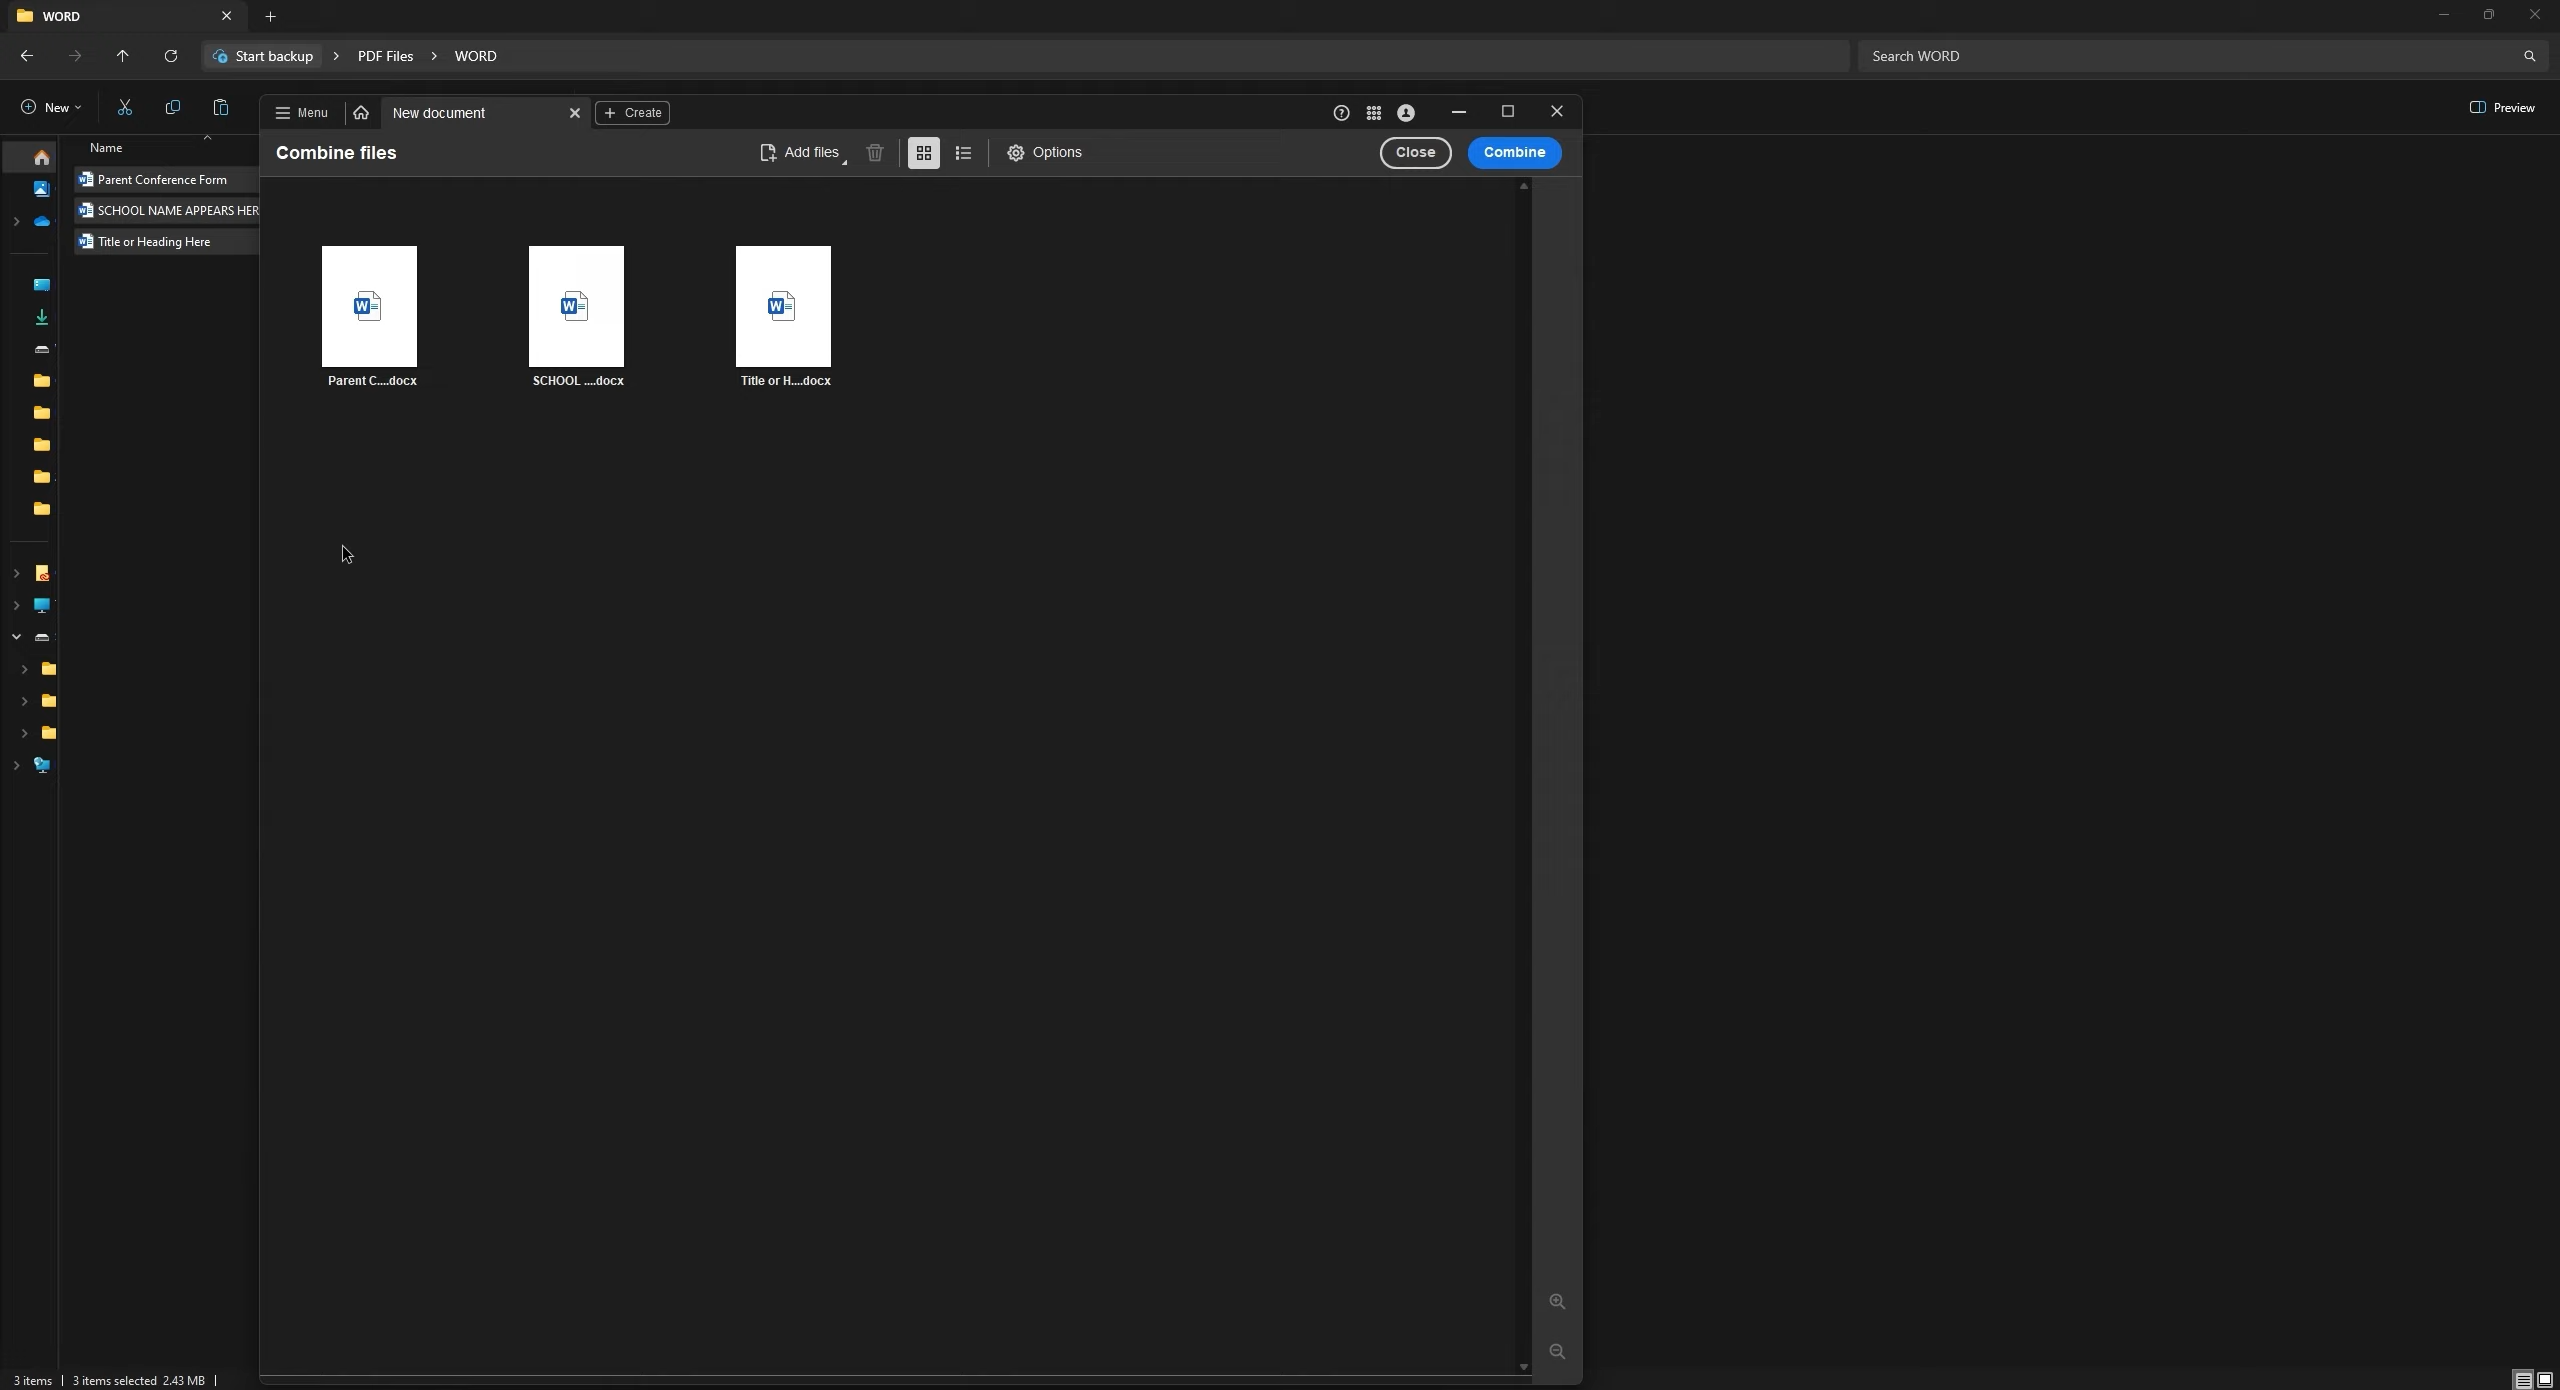 WORD
Start backup > PDF Files > WORD
Search WORD
New
Preview
Name
Parent Conference Form
SCHOOL NAME APPEARS HER
Title or Heading Here
Menu
New document
Create
Combine files
Add files
Options
Close
Combine
W
W
W
Parent C....docx
SCHOOL ....docx
Title or H....docx
3 items | 3 items selected 2.43 MB |